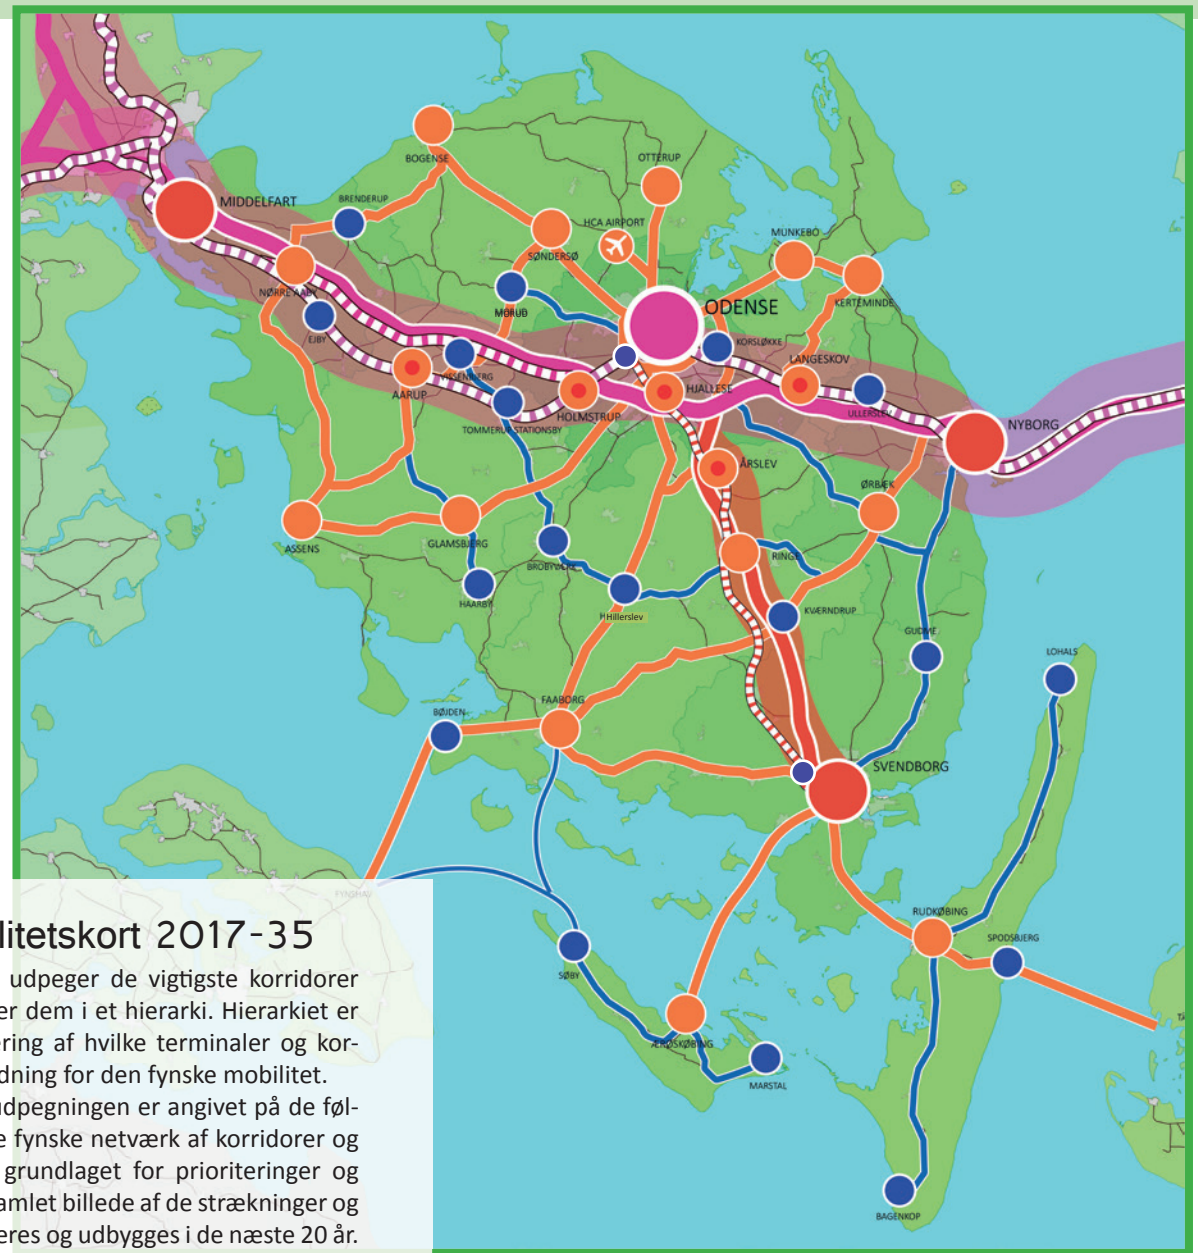 BOGENSE
OTTERUP
MIDDELFART
BRENDERUP
HCA AIRPORT
MUNKEBO
SØNDERSØ
NØRRE AABY
KERTEMINDE
ODENSE
MORUD
EJBY
KORSLØKKE
LANGESKOV
VISSENBJERG
AARUP
HJALLESE
HOLMSTRUP
ULLERSLEV
NYBORG
TOMMERUP STATIONSBY
ÅRSLEV
ØRBÆK
ASSENS
GLAMSBJERG
BROBYVÆRK
RINGE
HAARBY
Hillerslev
KVÆRNDRUP
GUDME
LOHALS
FAABORG
BØJDEN
SVENDBORG
FYNSHAV
RUDKØBING
SPODSBJERG
SØBY
ÆRØSKØBING
MARSTAL
BAGENKOP
litetskort 2017-35
udpeger de vigtigste korridorer
er dem i et hierarki. Hierarkiet er
ering af hvilke terminaler og kor-
dning for den fynske mobilitet.
udpegningen er angivet på de føl-
e fynske netværk af korridorer og
grundlaget for prioriteringer og
amlet billede af de strækninger og
eres og udbygges i de næste 20 år.